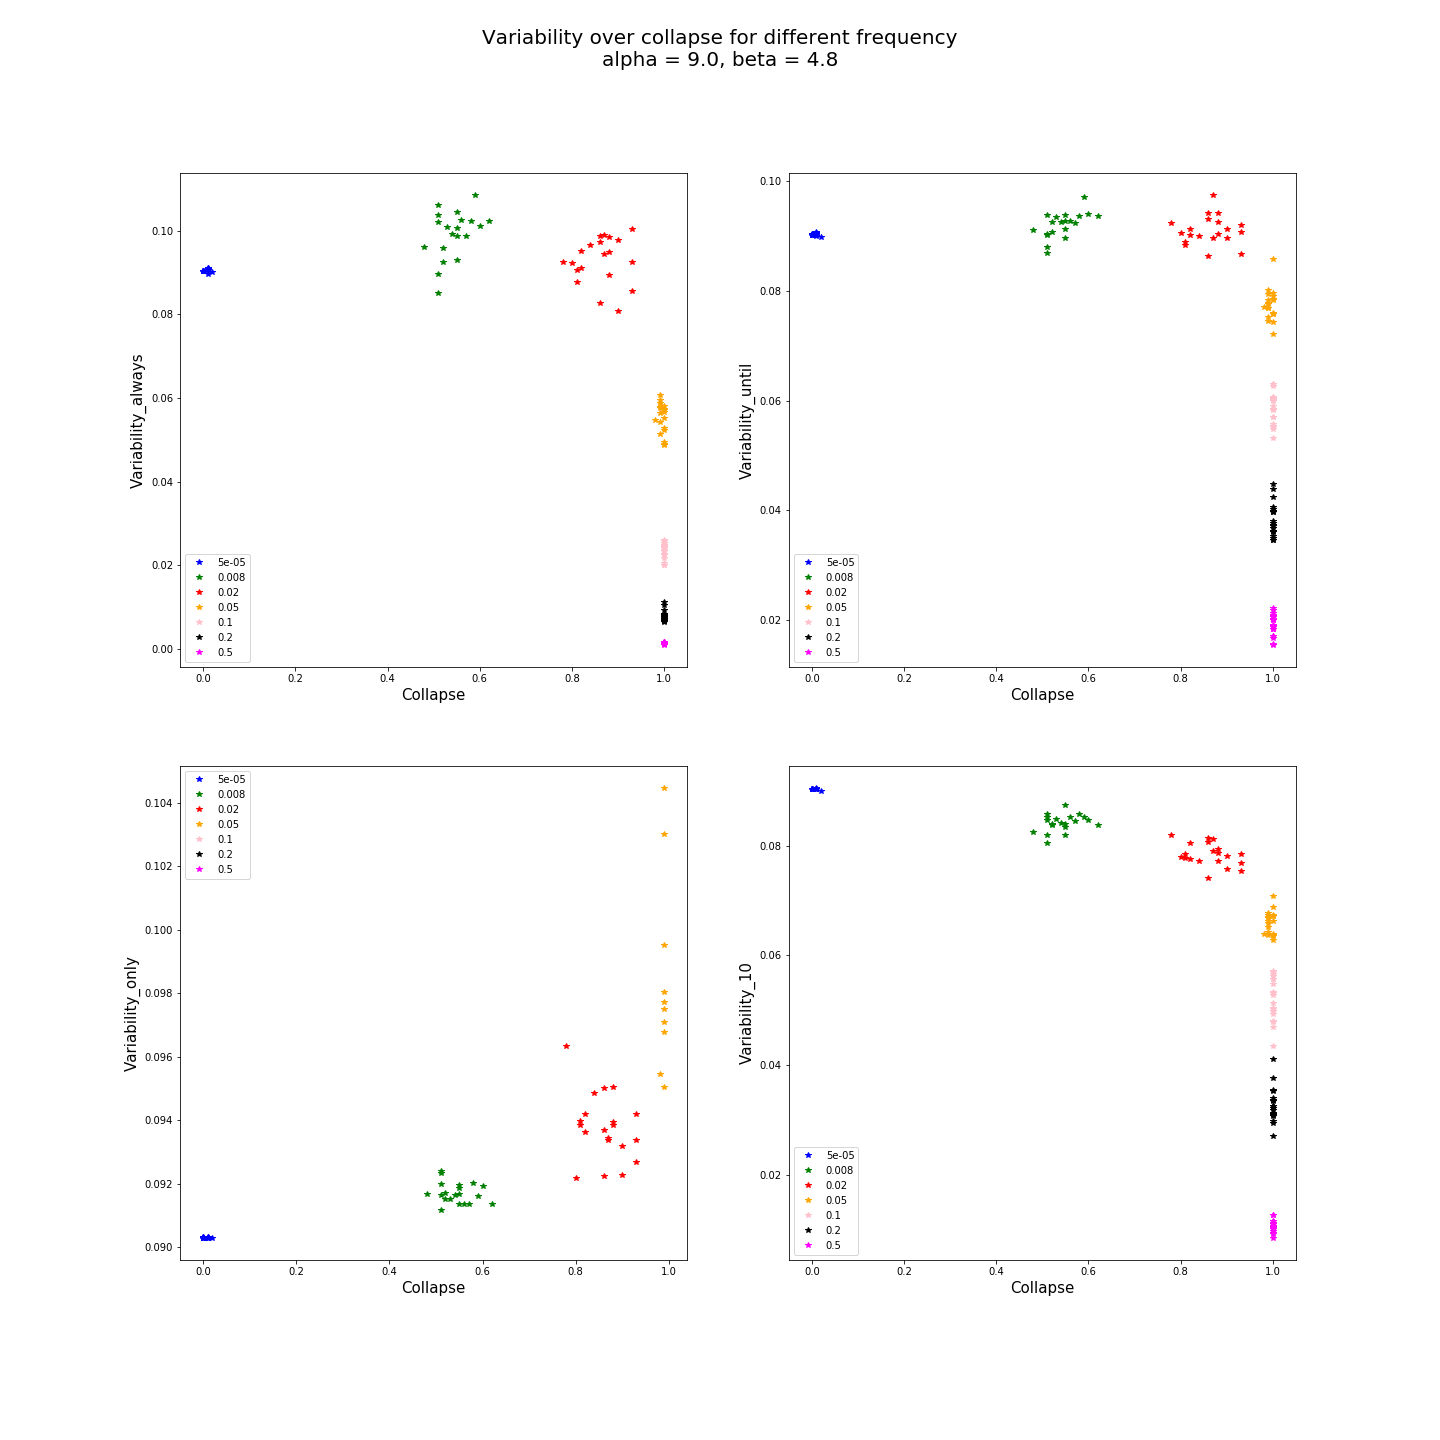 Variability over collapse for different frequency
alpha = 9.0, beta = 4.8
0.10
0.08
0.06
0.04
0.02
0.00
Variability_always
5e-05
0.008
0.02
0.05
0.1
0.2
0.5
0.0 0.2 0.4 0.6 0.8 1.0
Collapse
0.10
0.08
0.06
0.04
0.02
Variability_until
5e-05
0.008
0.02
0.05
0.1
0.2
0.5
0.0 0.2 0.4 0.6 0.8 1.0
Collapse
0.104
0.102
0.100
0.098
0.096
0.094
0.092
0.090
Variability_only
5e-05
0.008
0.02
0.05
0.1
0.2
0.5
0.0 0.2 0.4 0.6 0.8 1.0
Collapse
0.08
0.06
0.04
0.02
Variability_10
5e-05
0.008
0.02
0.05
0.1
0.2
0.5
0.0 0.2 0.4 0.6 0.8 1.0
Collapse